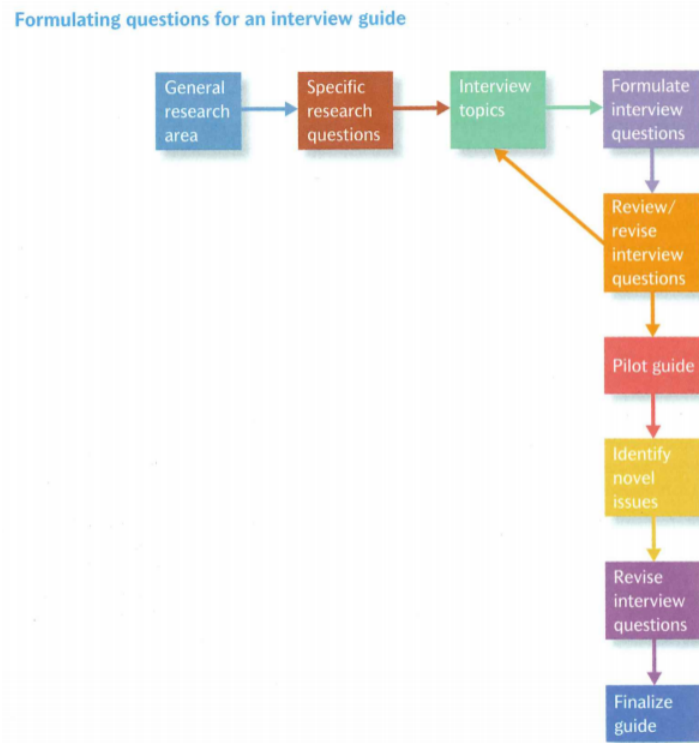 Formulating questions for an interview guide
General
research
area
Specific
research
questions
Interview
topics
Formulate
interview
questions
Review/
revise
interview
questions
Pilot guide
Identify
novel
issues
Revise
interview
questions
Finalize
guide